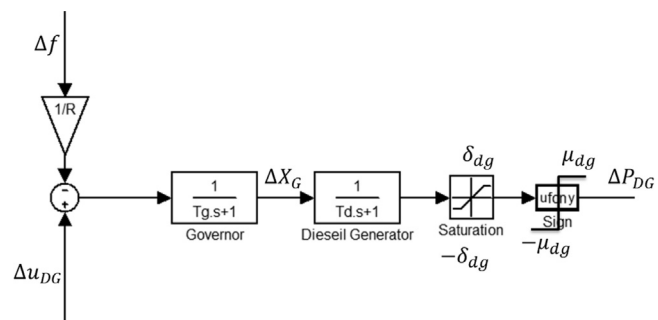 Δf
1/R
-
+
Δu_DG
1
Tg.s+1
Governor
ΔX_G
1
Td.s+1
Dieseil Generator
δ_dg
Saturation
-δ_dg
μ_dg
Sign
-μ_dg
ΔP_DG